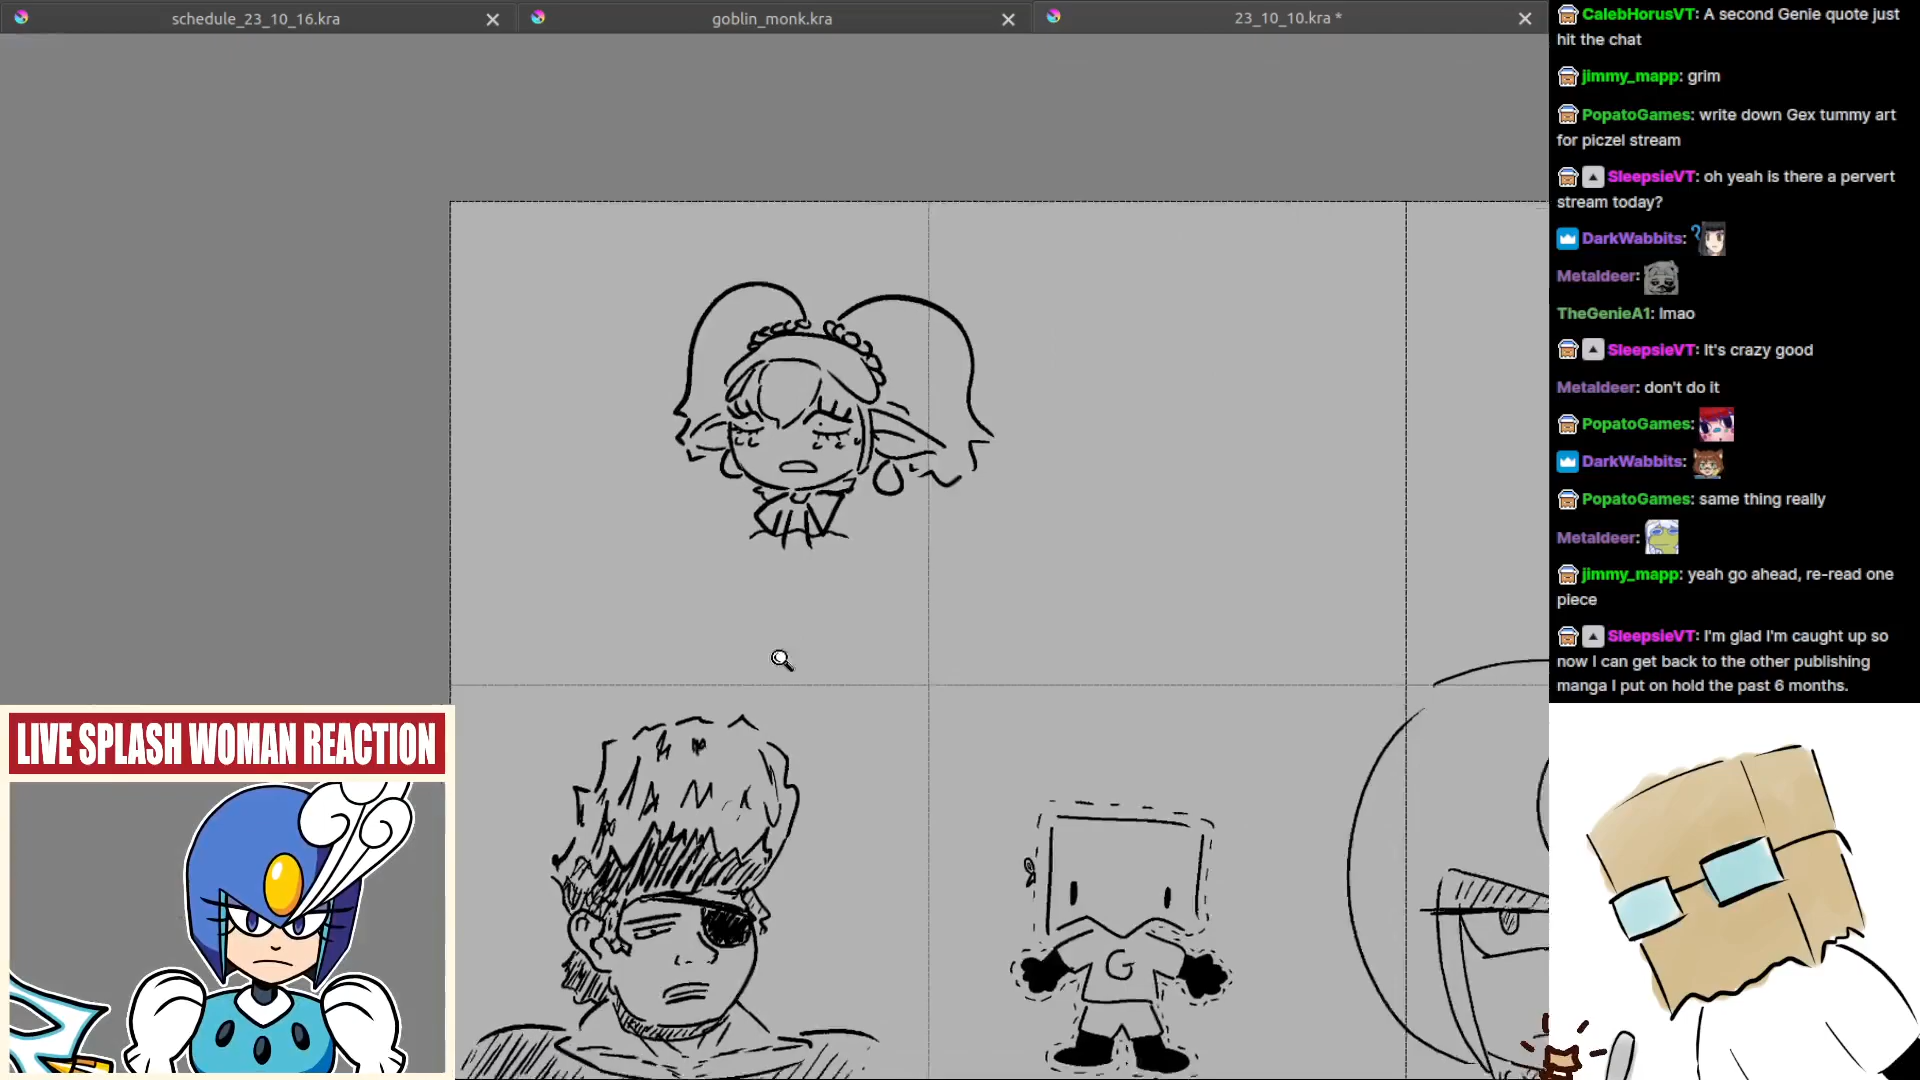 schedule_23_10_16.kra
goblin_monk.kra
23_10_10.kra *
CalebHorusVT: A second Genie quote just
hit the chat
jimmy_mapp: grim
PopatoGames: write down Gex tummy art
for piczel stream
SleepsieVT: oh yeah is there a pervert
stream today?
DarkWabbits:
Metaldeer:
TheGenieA1: lmao
SleepsieVT: It's crazy good
Metaldeer: don't do it
PopatoGames:
DarkWabbits:
PopatoGames: same thing really
Metaldeer:
jimmy_mapp: yeah go ahead, re-read one
piece
SleepsieVT: I'm glad I'm caught up so
now I can get back to the other publishing
manga I put on hold the past 6 months.
LIVE SPLASH WOMAN REACTION
G